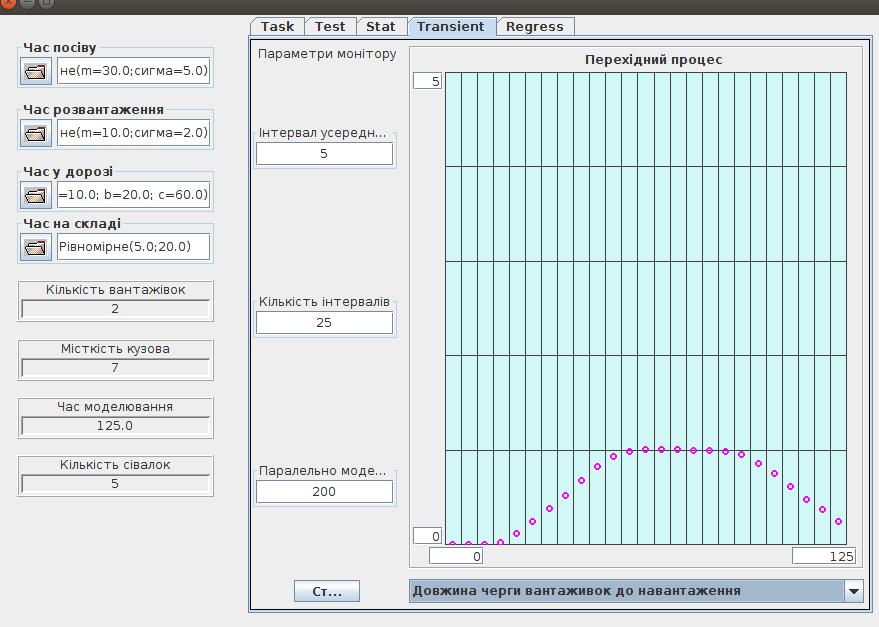 Task
Test
Stat
Transient
Regress
Час посіву
не(m=30.0;сигма=5.0)
Час розвантаження
не(m=10.0;сигма=2.0)
Час у дорозі
=10.0; b=20.0; c=60.0)
Час на складі
Рівномірне(5.0;20.0)
Кількість вантажівок
2
Місткість кузова
7
Час моделювання
125.0
Кількість сівалок
5
Параметри монітору
Інтервал усередн...
5
Кількість інтервалів
25
Паралельно моде...
200
Ст...
Перехідний процес
5
0
0
125
Довжина черги вантаживок до навантаження